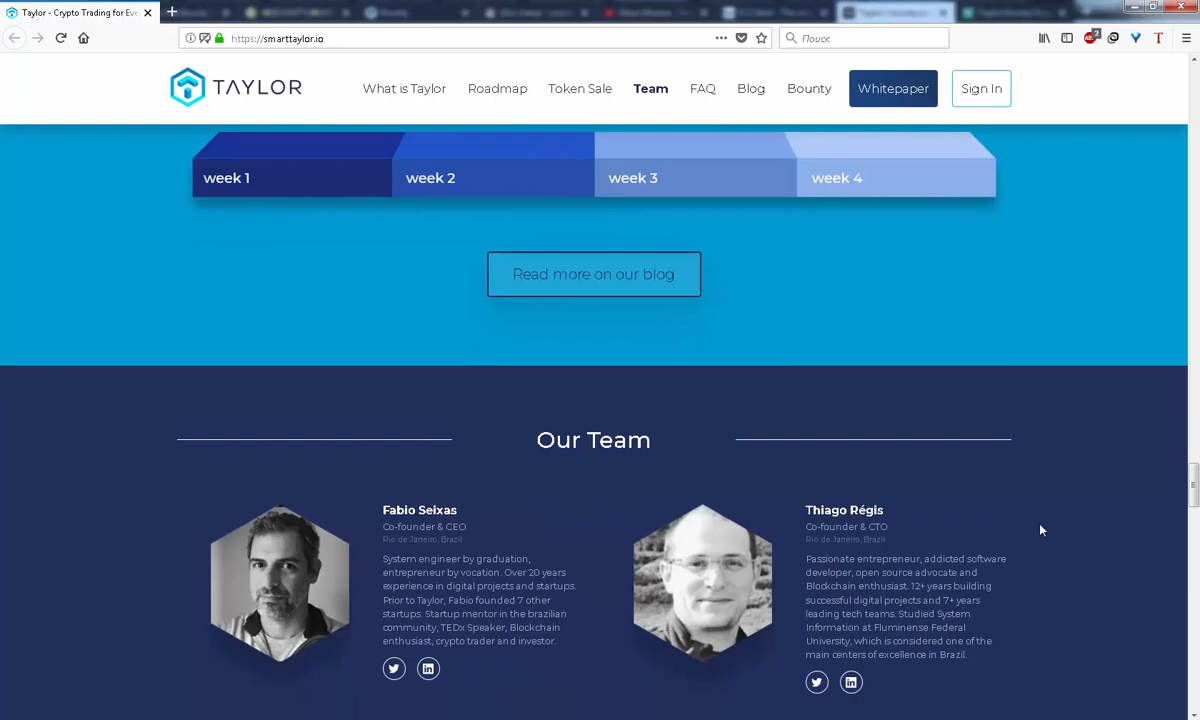 Taylor - Crypto Trading for Eve
https://smarttaylor.io
Поиск
2
TAYLOR
What is Taylor
Roadmap
Token Sale
Team
FAQ
Blog
Bounty
Whitepaper
Sign In
week 1
week 2
week 3
week 4
Read more on our blog
Our Team
Fabio Seixas
Co-founder & CEO
Rio de Janeiro, Brazil
System engineer by graduation,
entrepreneur by vocation. Over 20 years
experience in digital projects and startups.
Prior to Taylor, Fabio founded 7 other
startups. Startup mentor in the brazilian
community, TEDx Speaker, Blockchain
enthusiast, crypto trader and investor.
Thiago Régis
Co-founder & CTO
Rio de Janeiro, Brazil
Passionate entrepreneur, addicted software
developer, open source advocate and
Blockchain enthusiast. 12+ years building
successful digital projects and 7+ years
leading tech teams. Studied System
Information at Fluminense Federal
University, which is considered one of the
main centers of excellence in Brazil.